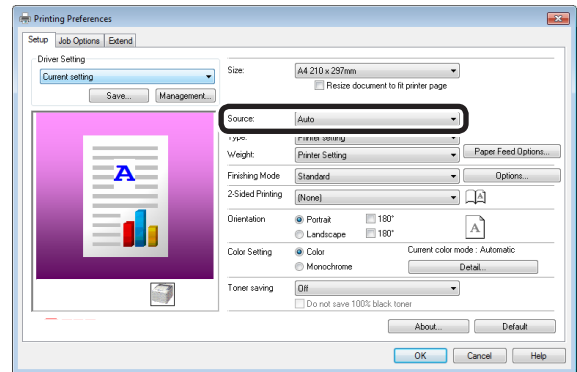 Printing Preferences
Setup Job Options Extend
Driver Setting
Current setting
Save... Management...
Size: A4 210 x 297mm
Resize document to fit printer page
Source: Auto
Type: Printer setting
Weight: Printer Setting Paper Feed Options...
Finishing Mode Standard Options...
2-Sided Printing (None)
A
Orientation Portrait 180°
Landscape 180°
A
Color Setting Color Current color mode : Automatic
Monochrome Detail...
Toner saving Off
Do not save 100% black toner
A
About... Default
OK Cancel Help